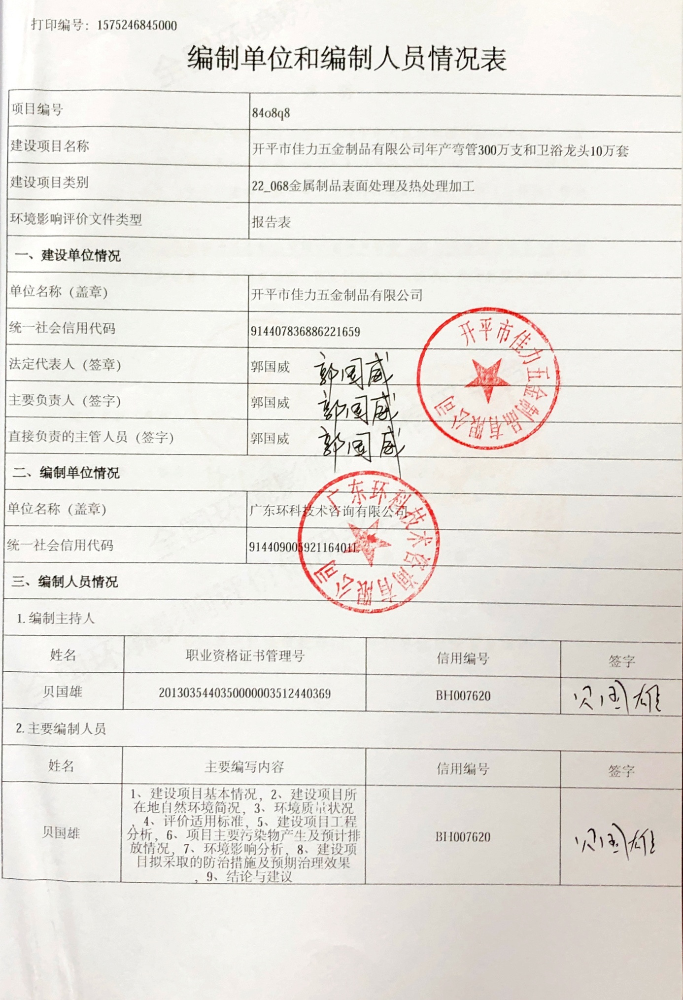 打印编号：1575246845000
编制单位和编制人员情况表
项目编号 84o8q8
建设项目名称 开平市佳力五金制品有限公司年产弯管300万支和卫浴龙头10万套
建设项目类别 22_068金属制品表面处理及热处理加工
环境影响评价文件类型 报告表
一、建设单位情况
单位名称（盖章） 开平市佳力五金制品有限公司
统一社会信用代码 914407836886221659
法定代表人（签章） 郭国威 郭国威
主要负责人（签字） 郭国威 郭国威
直接负责的主管人员（签字） 郭国威 郭国威
开平市佳力五金制品有限公司
二、编制单位情况
单位名称（盖章） 广东环科技术咨询有限公司
统一社会信用代码 91440900592116401L
广东环科技术咨询有限公司
三、编制人员情况
1.编制主持人
姓名 职业资格证书管理号 信用编号 签字
贝国雄 2013035440350000003512440369 BH007620 贝国雄
2.主要编制人员
姓名 主要编写内容 信用编号 签字
贝国雄 BH007620 贝国雄
1、建设项目基本情况，2、建设项目所
在地自然环境简况，3、环境质量状况
，4、评价适用标准，5、建设项目工程
分析，6、项目主要污染物产生及预计排
放情况，7、环境影响分析，8、建设项
目拟采取的防治措施及预期治理效果
，9、结论与建议